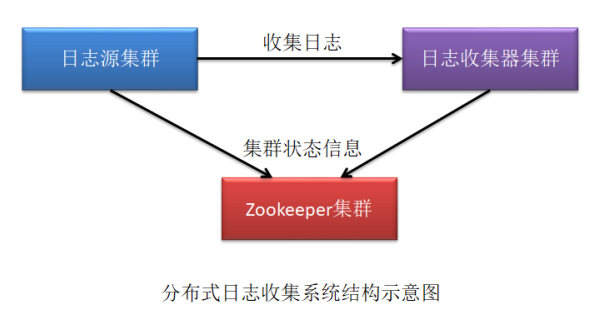 日志源集群
收集日志
日志收集器集群
集群状态信息
Zookeeper集群
分布式日志收集系统结构示意图